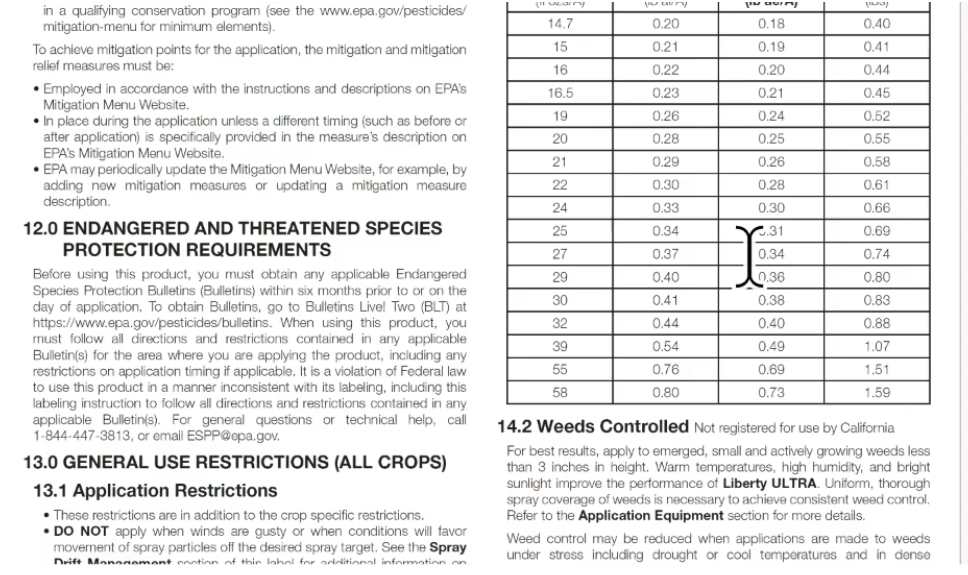 in a qualifying conservation program (see the www.epa.gov/pesticides/
mitigation-menu for minimum elements).
To achieve mitigation points for the application, the mitigation and mitigation
relief measures must be:
• Employed in accordance with the instructions and descriptions on EPA's
Mitigation Menu Website.
• In place during the application unless a different timing (such as before or
after application) is specifically provided in the measure's description on
EPA's Mitigation Menu Website.
• EPA may periodically update the Mitigation Menu Website, for example, by
adding new mitigation measures or updating a mitigation measure
description.
12.0 ENDANGERED AND THREATENED SPECIES
PROTECTION REQUIREMENTS
Before using this product, you must obtain any applicable Endangered
Species Protection Bulletins (Bulletins) within six months prior to or on the
day of application. To obtain Bulletins, go to Bulletins Live! Two (BLT) at
https://www.epa.gov/pesticides/bulletins. When using this product, you
must follow all directions and restrictions contained in any applicable
Bulletin(s) for the area where you are applying the product, including any
restrictions on application timing if applicable. It is a violation of Federal law
to use this product in a manner inconsistent with its labeling, including this
labeling instruction to follow all directions and restrictions contained in any
applicable Bulletin(s). For general questions or technical help, call
1-844-447-3813, or email ESPP@epa.gov.
13.0 GENERAL USE RESTRICTIONS (ALL CROPS)
13.1 Application Restrictions
• These restrictions are in addition to the crop specific restrictions.
• DO NOT apply when winds are gusty or when conditions will favor
movement of spray particles off the desired spray target. See the Spray
Drift Management section of this label for additional information on
(fl ozs/A) (lb ai/A) (lb ae/A) (lbs)
14.7 0.20 0.18 0.40
15 0.21 0.19 0.41
16 0.22 0.20 0.44
16.5 0.23 0.21 0.45
19 0.26 0.24 0.52
20 0.28 0.25 0.55
21 0.29 0.26 0.58
22 0.30 0.28 0.61
24 0.33 0.30 0.66
25 0.34 0.31 0.69
27 0.37 0.34 0.74
29 0.40 0.36 0.80
30 0.41 0.38 0.83
32 0.44 0.40 0.88
39 0.54 0.49 1.07
55 0.76 0.69 1.51
58 0.80 0.73 1.59
14.2 Weeds Controlled Not registered for use by California
For best results, apply to emerged, small and actively growing weeds less
than 3 inches in height. Warm temperatures, high humidity, and bright
sunlight improve the performance of Liberty ULTRA. Uniform, thorough
spray coverage of weeds is necessary to achieve consistent weed control.
Refer to the Application Equipment section for more details.
Weed control may be reduced when applications are made to weeds
under stress including drought or cool temperatures and in dense